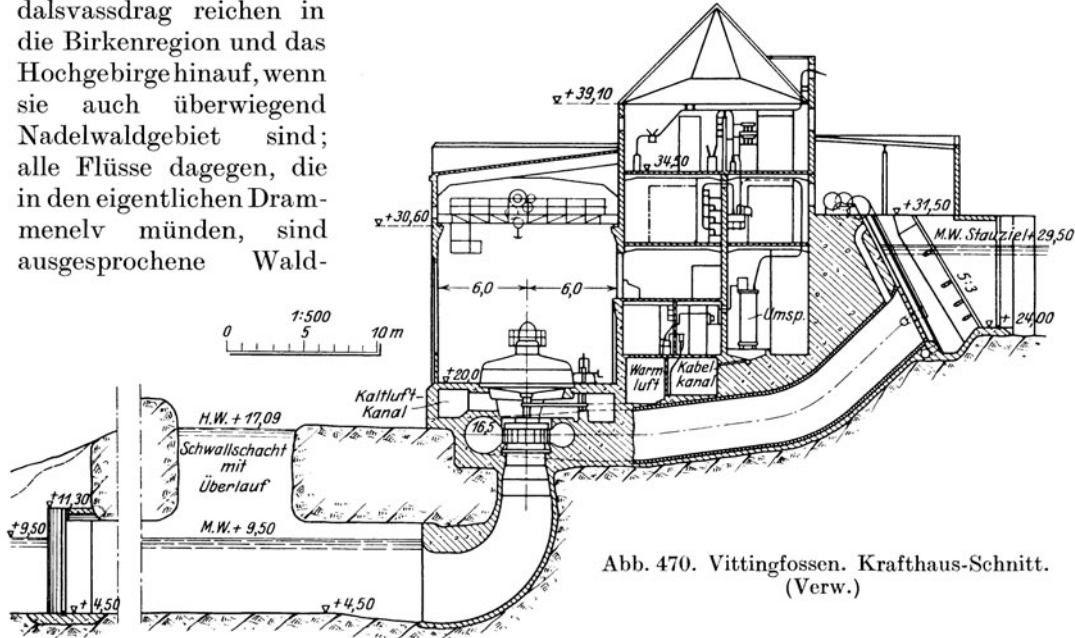 dalsvassdrag reichen in
die Birkenregion und das
Hochgebirge hinauf, wenn
sie auch überwiegend
Nadelwaldgebiet sind;
alle Flüsse dagegen, die
in den eigentlichen Dram-
menelv münden, sind
ausgesprochene Wald-
+39,10
34,50
+30,60
+31,50
M.W. Stauziel+29,50
5:3
+24,00
6,0 6,0
1:500
0 5 10 m
Umsp.
+20,0
Warm-
luft
Kabel-
kanal
Kaltluft-
Kanal
16,5
H.W. + 17,09
Schwallschacht
mit
Überlauf
+11,30
+9,50
M.W. + 9,50
+4,50
+4,50
Abb. 470. Vittingfossen. Krafthaus-Schnitt.
(Verw.)